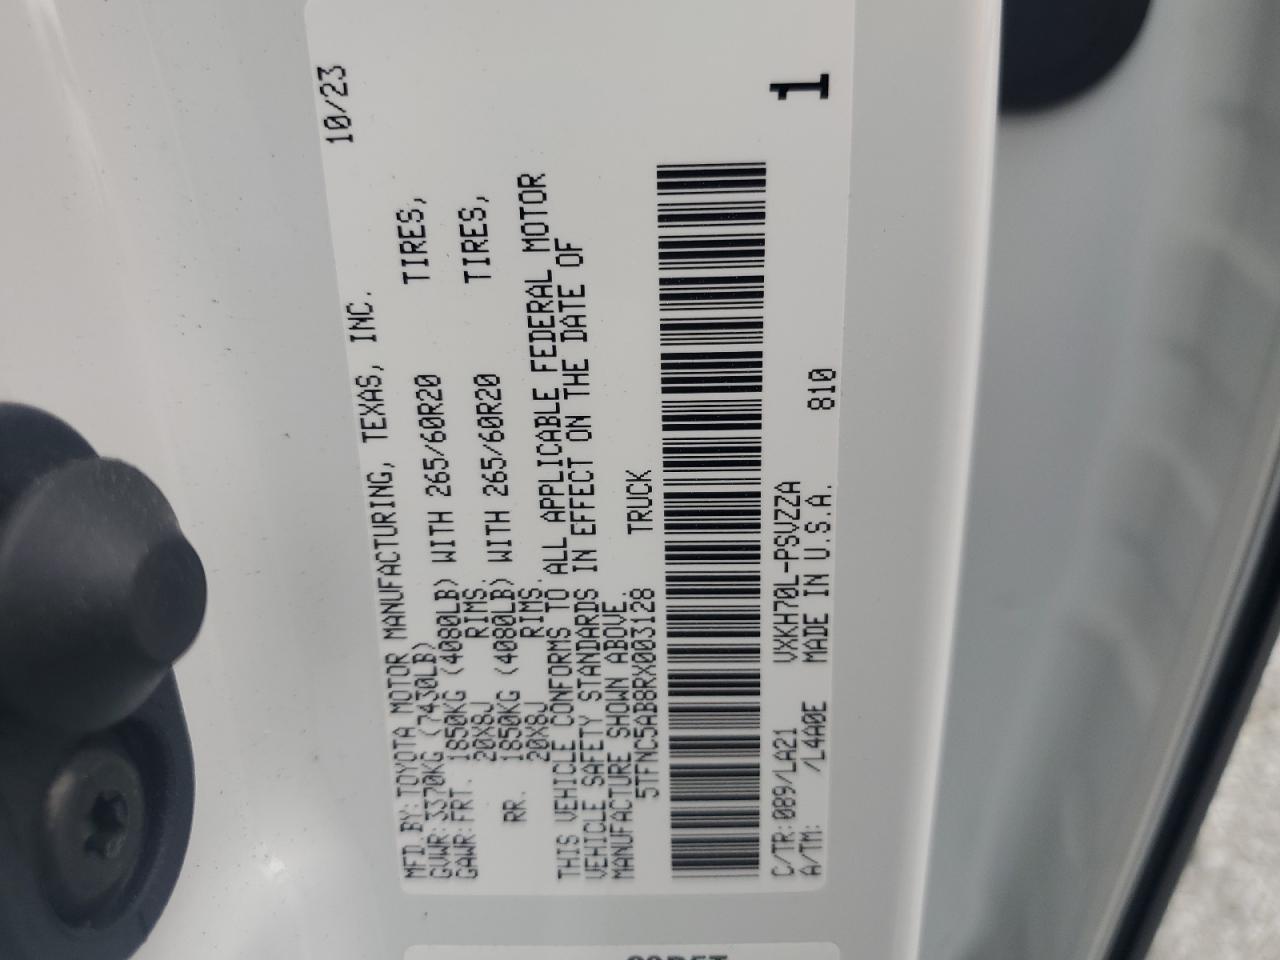 MFD.BY:TOYOTA MOTOR MANUFACTURING, TEXAS, INC. 10/23
GVWR:3370KG (7430LB)
GAWR:FRT. 1850KG (4080LB) WITH 265/60R20 TIRES,
20X8J RIMS.
RR. 1850KG (4080LB) WITH 265/60R20 TIRES,
20X8J RIMS.
THIS VEHICLE CONFORMS TO ALL APPLICABLE FEDERAL MOTOR
VEHICLE SAFETY STANDARDS IN EFFECT ON THE DATE OF
MANUFACTURE SHOWN ABOVE.
5TFNC5AB8RX003128 TRUCK
C/TR:089/LA21 VXKH70L-PSVZZA
A/TM: /L4A0E MADE IN U.S.A. 810
1